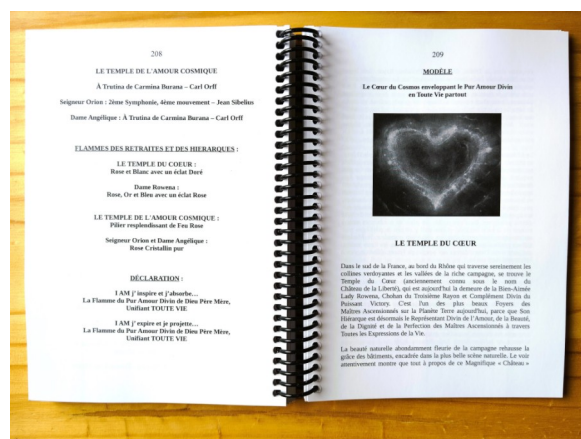 208
LE TEMPLE DE L'AMOUR COSMIQUE
À Trutina de Carmina Burana – Carl Orff
Seigneur Orion : 2ème Symphonie, 4ème mouvement – Jean Sibelius
Dame Angélique : À Trutina de Carmina Burana – Carl Orff
FLAMMES DES RETRAITES ET DES HIERARQUES :
LE TEMPLE DU COEUR :
Rose et Blanc avec un éclat Doré
Dame Rowena :
Rose, Or et Bleu avec un éclat Rose
LE TEMPLE DE L'AMOUR COSMIQUE :
Pilier resplendissant de Feu Rose
Seigneur Orion et Dame Angélique :
Rose Cristallin pur
DÉCLARATION :
I AM j' inspire et j'absorbe…
La Flamme du Pur Amour Divin de Dieu Père Mère,
Unifiant TOUTE VIE
I AM j' expire et je projette…
La Flamme du Pur Amour Divin de Dieu Père Mère,
Unifiant TOUTE VIE
209
MODÈLE
Le Cœur du Cosmos enveloppant le Pur Amour Divin
en Toute Vie partout
LE TEMPLE DU CŒUR
Dans le sud de la France, au bord du Rhône qui traverse sereinement les
collines verdoyantes et les vallées de la riche campagne, se trouve le
Temple du Cœur (anciennement connu sous le nom du
Château de la Liberté), qui est aujourd'hui la demeure de la Bien-Aimée
Lady Rowena, Chohan du Troisième Rayon et Complément Divin du
Puissant Victory. C'est l'un des plus beaux Foyers des
Maîtres Ascensionnés sur la Planète Terre aujourd'hui, parce que Son
Hiérarque est désormais le Représentant Divin de l'Amour, de la Beauté,
de la Dignité et de la Perfection des Maîtres Ascensionnés à travers
Toutes les Expressions de la Vie.
La beauté naturelle abondamment fleurie de la campagne rehausse la
grâce des bâtiments, encadrée dans la plus belle scène naturelle. Le voir
attentivement montre que tout à propos de ce Magnifique « Château »